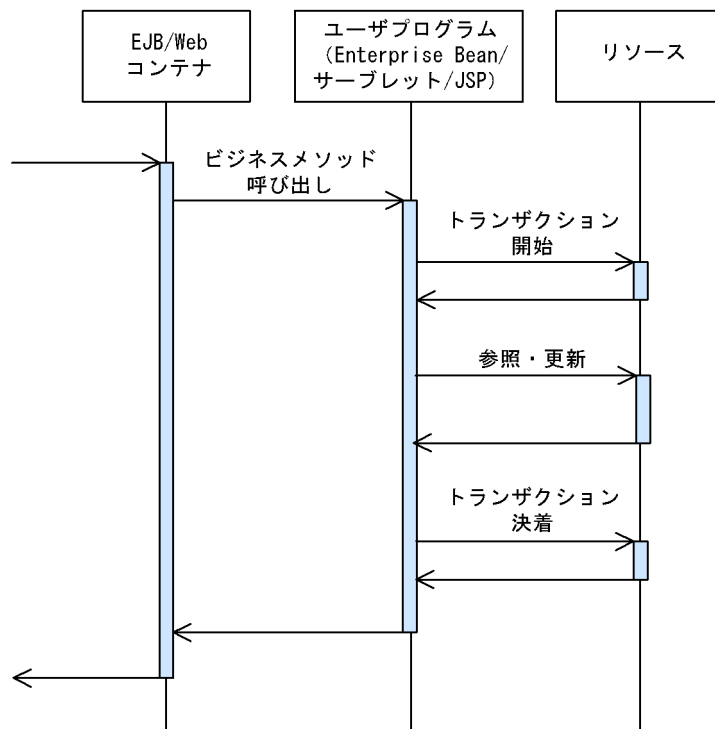 EJB/Web
コンテナ
ユーザプログラム
(Enterprise Bean/
サーブレット/JSP)
リソース
ビジネスメソッド
呼び出し
トランザクション
開始
参照・更新
トランザクション
決着